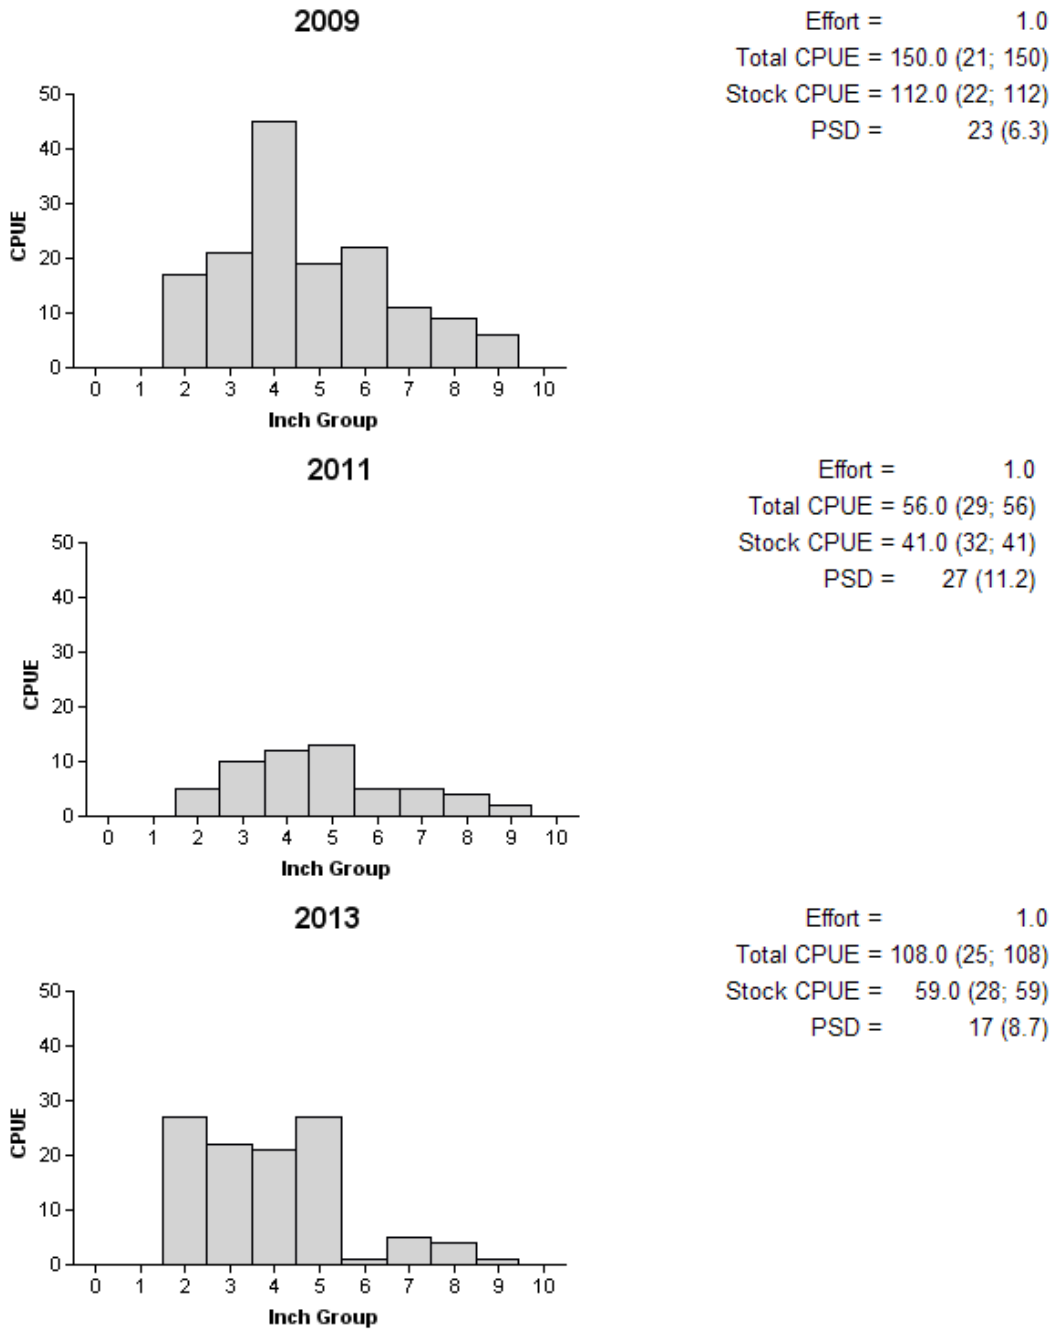 2009
Effort = 1.0
Total CPUE = 150.0 (21; 150)
Stock CPUE = 112.0 (22; 112)
PSD = 23 (6.3)
50
40
30
20
10
0
CPUE
0 1 2 3 4 5 6 7 8 9 10
Inch Group
2011
Effort = 1.0
Total CPUE = 56.0 (29; 56)
Stock CPUE = 41.0 (32; 41)
PSD = 27 (11.2)
50
40
30
20
10
0
CPUE
0 1 2 3 4 5 6 7 8 9 10
Inch Group
2013
Effort = 1.0
Total CPUE = 108.0 (25; 108)
Stock CPUE = 59.0 (28; 59)
PSD = 17 (8.7)
50
40
30
20
10
0
CPUE
0 1 2 3 4 5 6 7 8 9 10
Inch Group